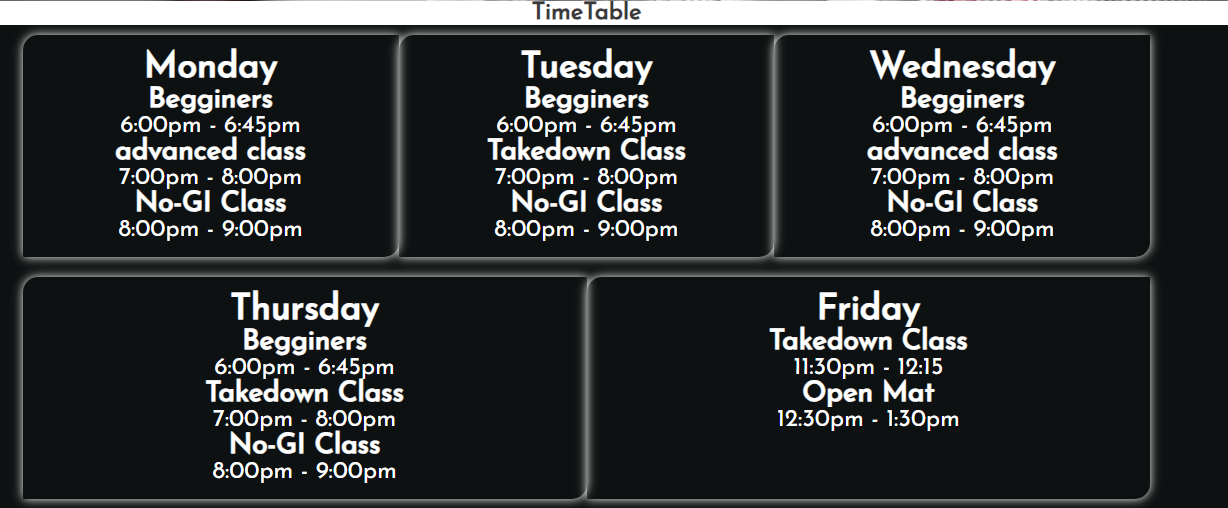 TimeTable
Monday
Begginers
6:00pm - 6:45pm
advanced class
7:00pm - 8:00pm
No-GI Class
8:00pm - 9:00pm
Tuesday
Begginers
6:00pm - 6:45pm
Takedown Class
7:00pm - 8:00pm
No-GI Class
8:00pm - 9:00pm
Wednesday
Begginers
6:00pm - 6:45pm
advanced class
7:00pm - 8:00pm
No-GI Class
8:00pm - 9:00pm
Thursday
Begginers
6:00pm - 6:45pm
Takedown Class
7:00pm - 8:00pm
No-GI Class
8:00pm - 9:00pm
Friday
Takedown Class
11:30pm - 12:15
Open Mat
12:30pm - 1:30pm